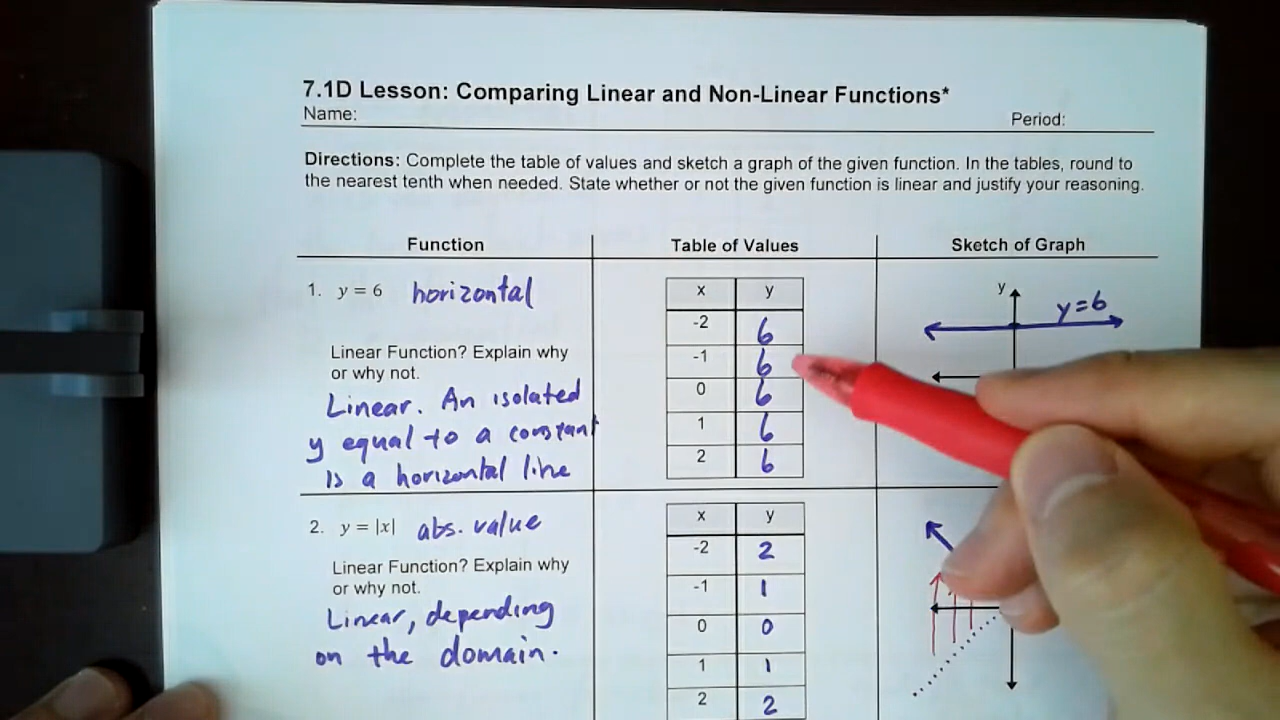 7.1D Lesson: Comparing Linear and Non-Linear Functions*
Name: Period:
Directions: Complete the table of values and sketch a graph of the given function. In the tables, round to
the nearest tenth when needed. State whether or not the given function is linear and justify your reasoning.
Function Table of Values Sketch of Graph
1. y = 6 horizontal
Linear Function? Explain why
or why not.
Linear. An isolated
y equal to a constant
is a horizontal line
x y
-2 6
-1 6
0 6
1 6
2 6
y
y=6
2. y = |x| abs. value
Linear Function? Explain why
or why not.
Linear, depending
on the domain.
x y
-2 2
-1 1
0 0
1 1
2 2